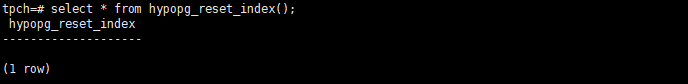 tpch=# select * from hypopg_reset_index();
 hypopg_reset_index
--------------------

(1 row)